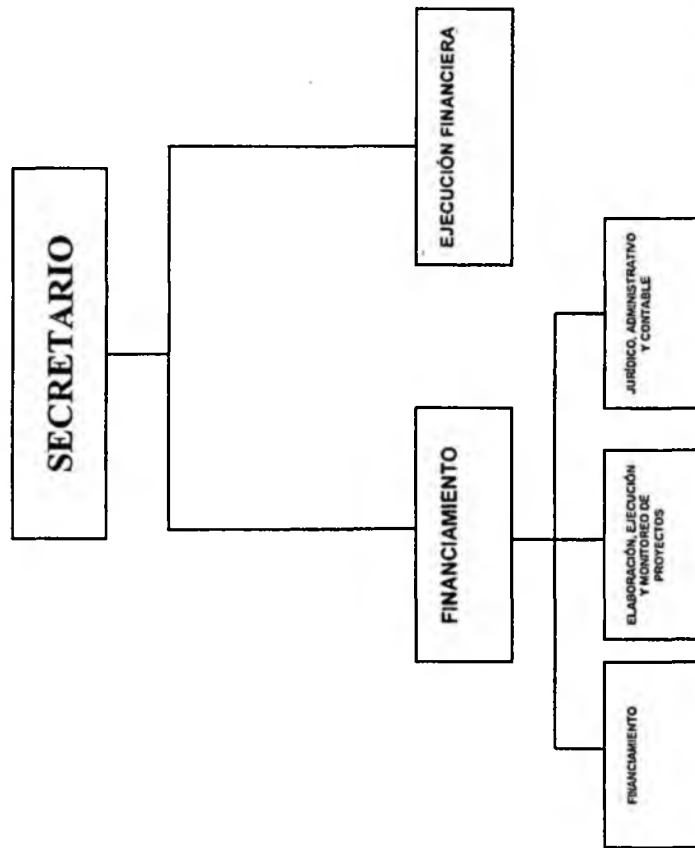 SECRETARIO
FINANCIAMIENTO
EJECUCIÓN FINANCIERA
FINANCIAMIENTO
ELABORACIÓN, EJECUCIÓN
Y MONITOREO DE
PROYECTOS
JURÍDICO, ADMINISTRATIVO
Y CONTABLE